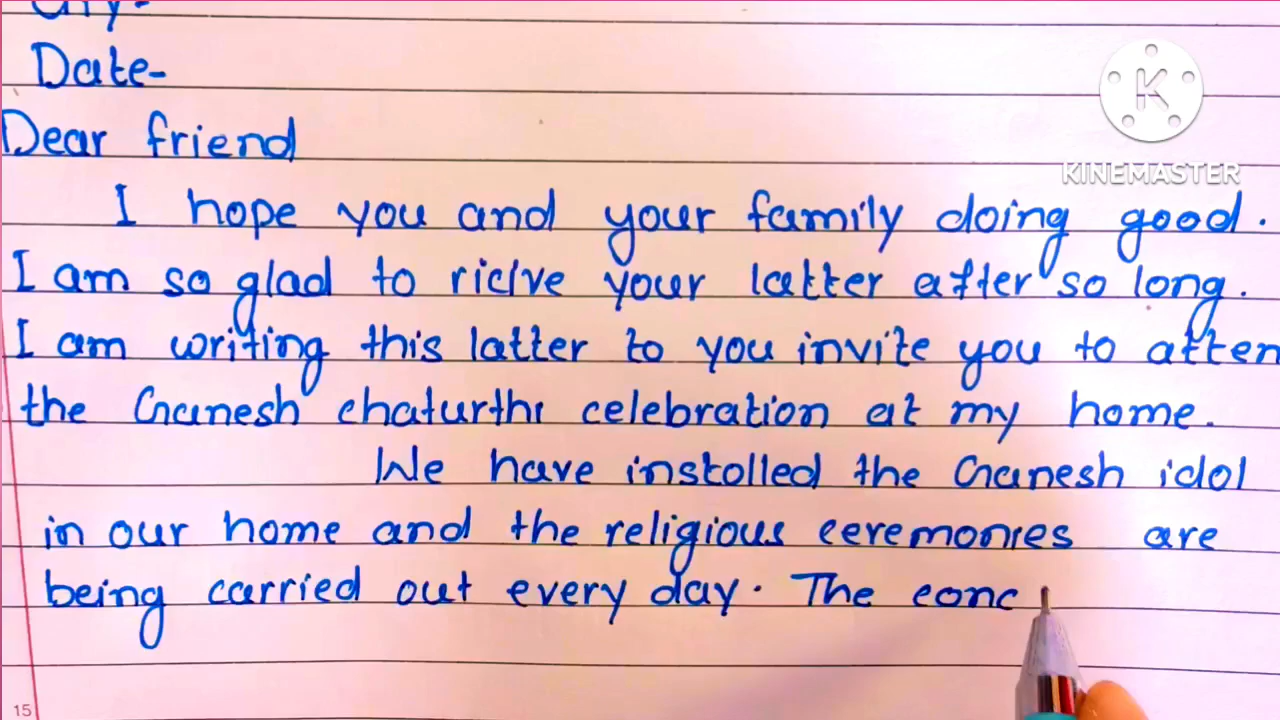 City-
Date-
Dear friend
I hope you and your family doing good.
I am so glad to ricive your latter after so long.
I am writing this latter to you invite you to atten
the Ganesh chaturthi celebration at my home.
We have instolled the Ganesh idol
in our home and the religious ceremonies are
being carried out every day. The conc
15
K
KINEMASTER